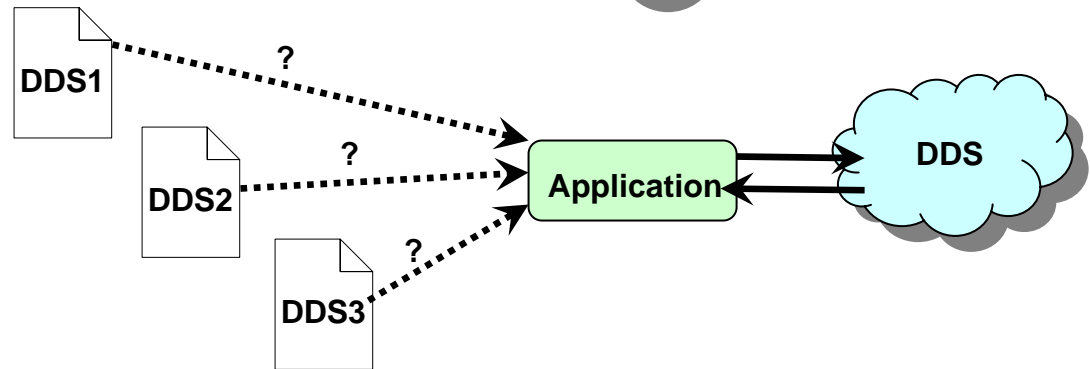 DDS1
?
DDS2
?
DDS3
?
Application
DDS